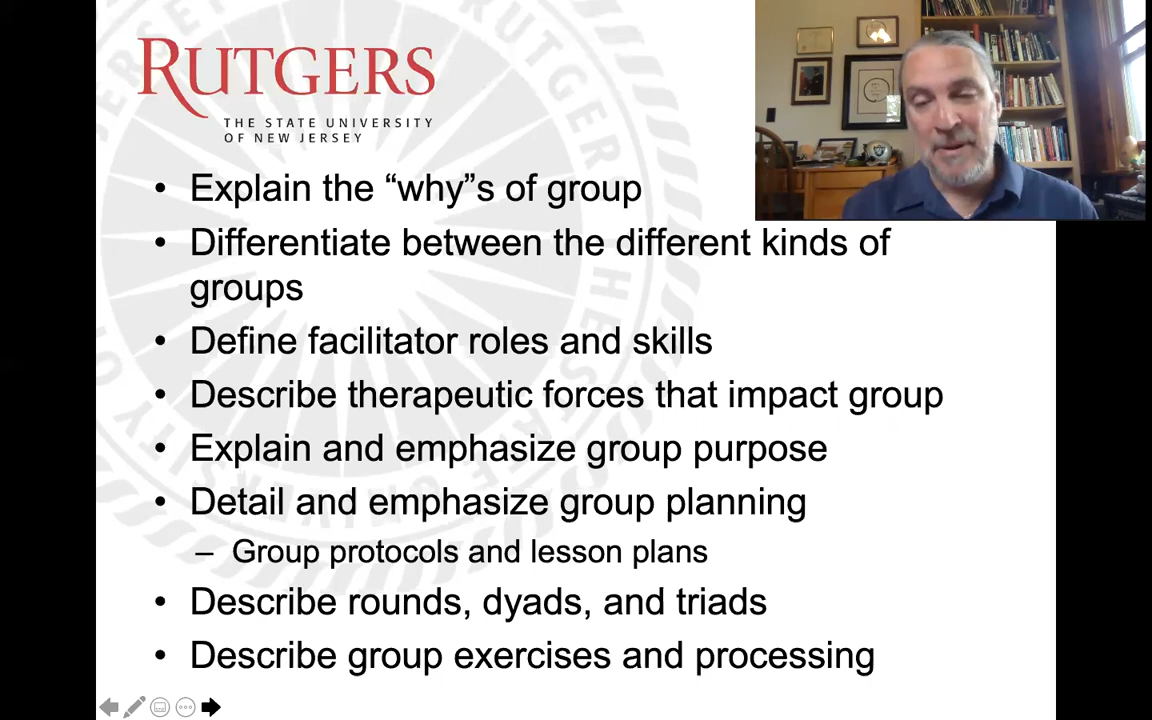 RUTGERS
THE STATE UNIVERSITY
OF NEW JERSEY
• Explain the “why”s of group
• Differentiate between the different kinds of
groups
• Define facilitator roles and skills
• Describe therapeutic forces that impact group
• Explain and emphasize group purpose
• Detail and emphasize group planning
– Group protocols and lesson plans
• Describe rounds, dyads, and triads
• Describe group exercises and processing